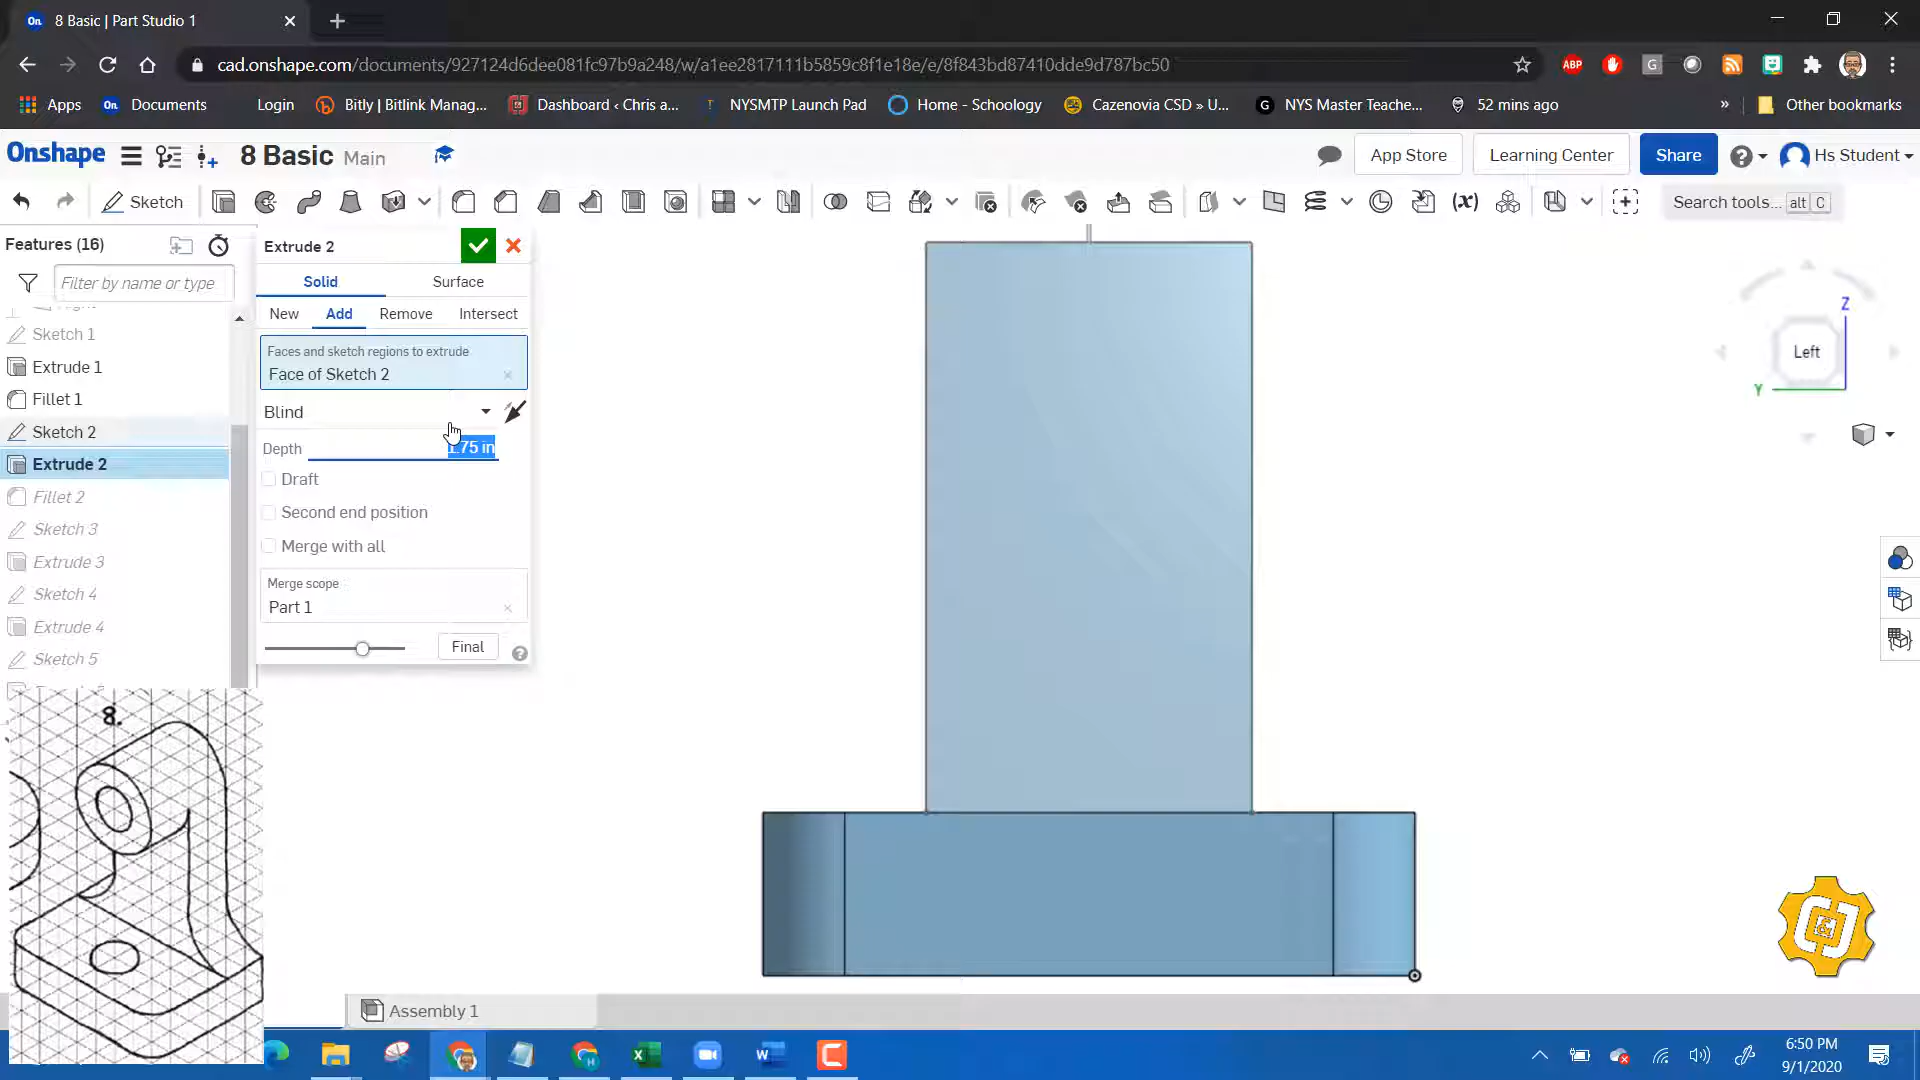 On 8 Basic | Part Studio 1
cad.onshape.com/documents/927124d6dee081fc97b9a248/w/a1ee2817111b5859c8f1e18e/e/8f843bd87410dde9d787bc50
ABP
G
Apps On Documents Login Bitly | Bitlink Manag... Dashboard ‹ Chris a... NYSMTP Launch Pad Home - Schoology Cazenovia CSD » U... G NYS Master Teache... 52 mins ago » Other bookmarks
Onshape 8 Basic Main App Store Learning Center Share Hs Student
Sketch (x) Search tools... alt C
Features (16)
Filter by name or type
Sketch 1
Extrude 1
Fillet 1
Sketch 2
Extrude 2
Fillet 2
Sketch 3
Extrude 3
Sketch 4
Extrude 4
Sketch 5
Extrude 2
Solid Surface
New Add Remove Intersect
Faces and sketch regions to extrude
Face of Sketch 2
Blind
Depth 1.75 in
Draft
Second end position
Merge with all
Merge scope
Part 1
Final
Z
Left
Y
8.
Assembly 1
6:50 PM
9/1/2020